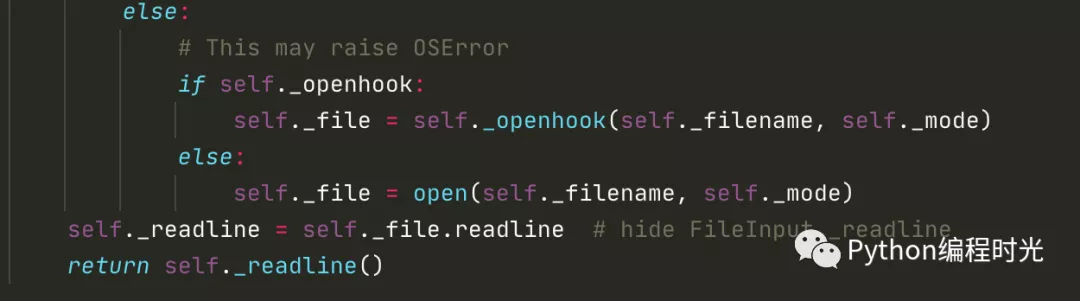 else:
# This may raise OSError
if self._openhook:
self._file = self._openhook(self._filename, self._mode)
else:
self._file = open(self._filename, self._mode)
self._readline = self._file.readline  # hide FileInput._readline
return self._readline()
Python编程时光